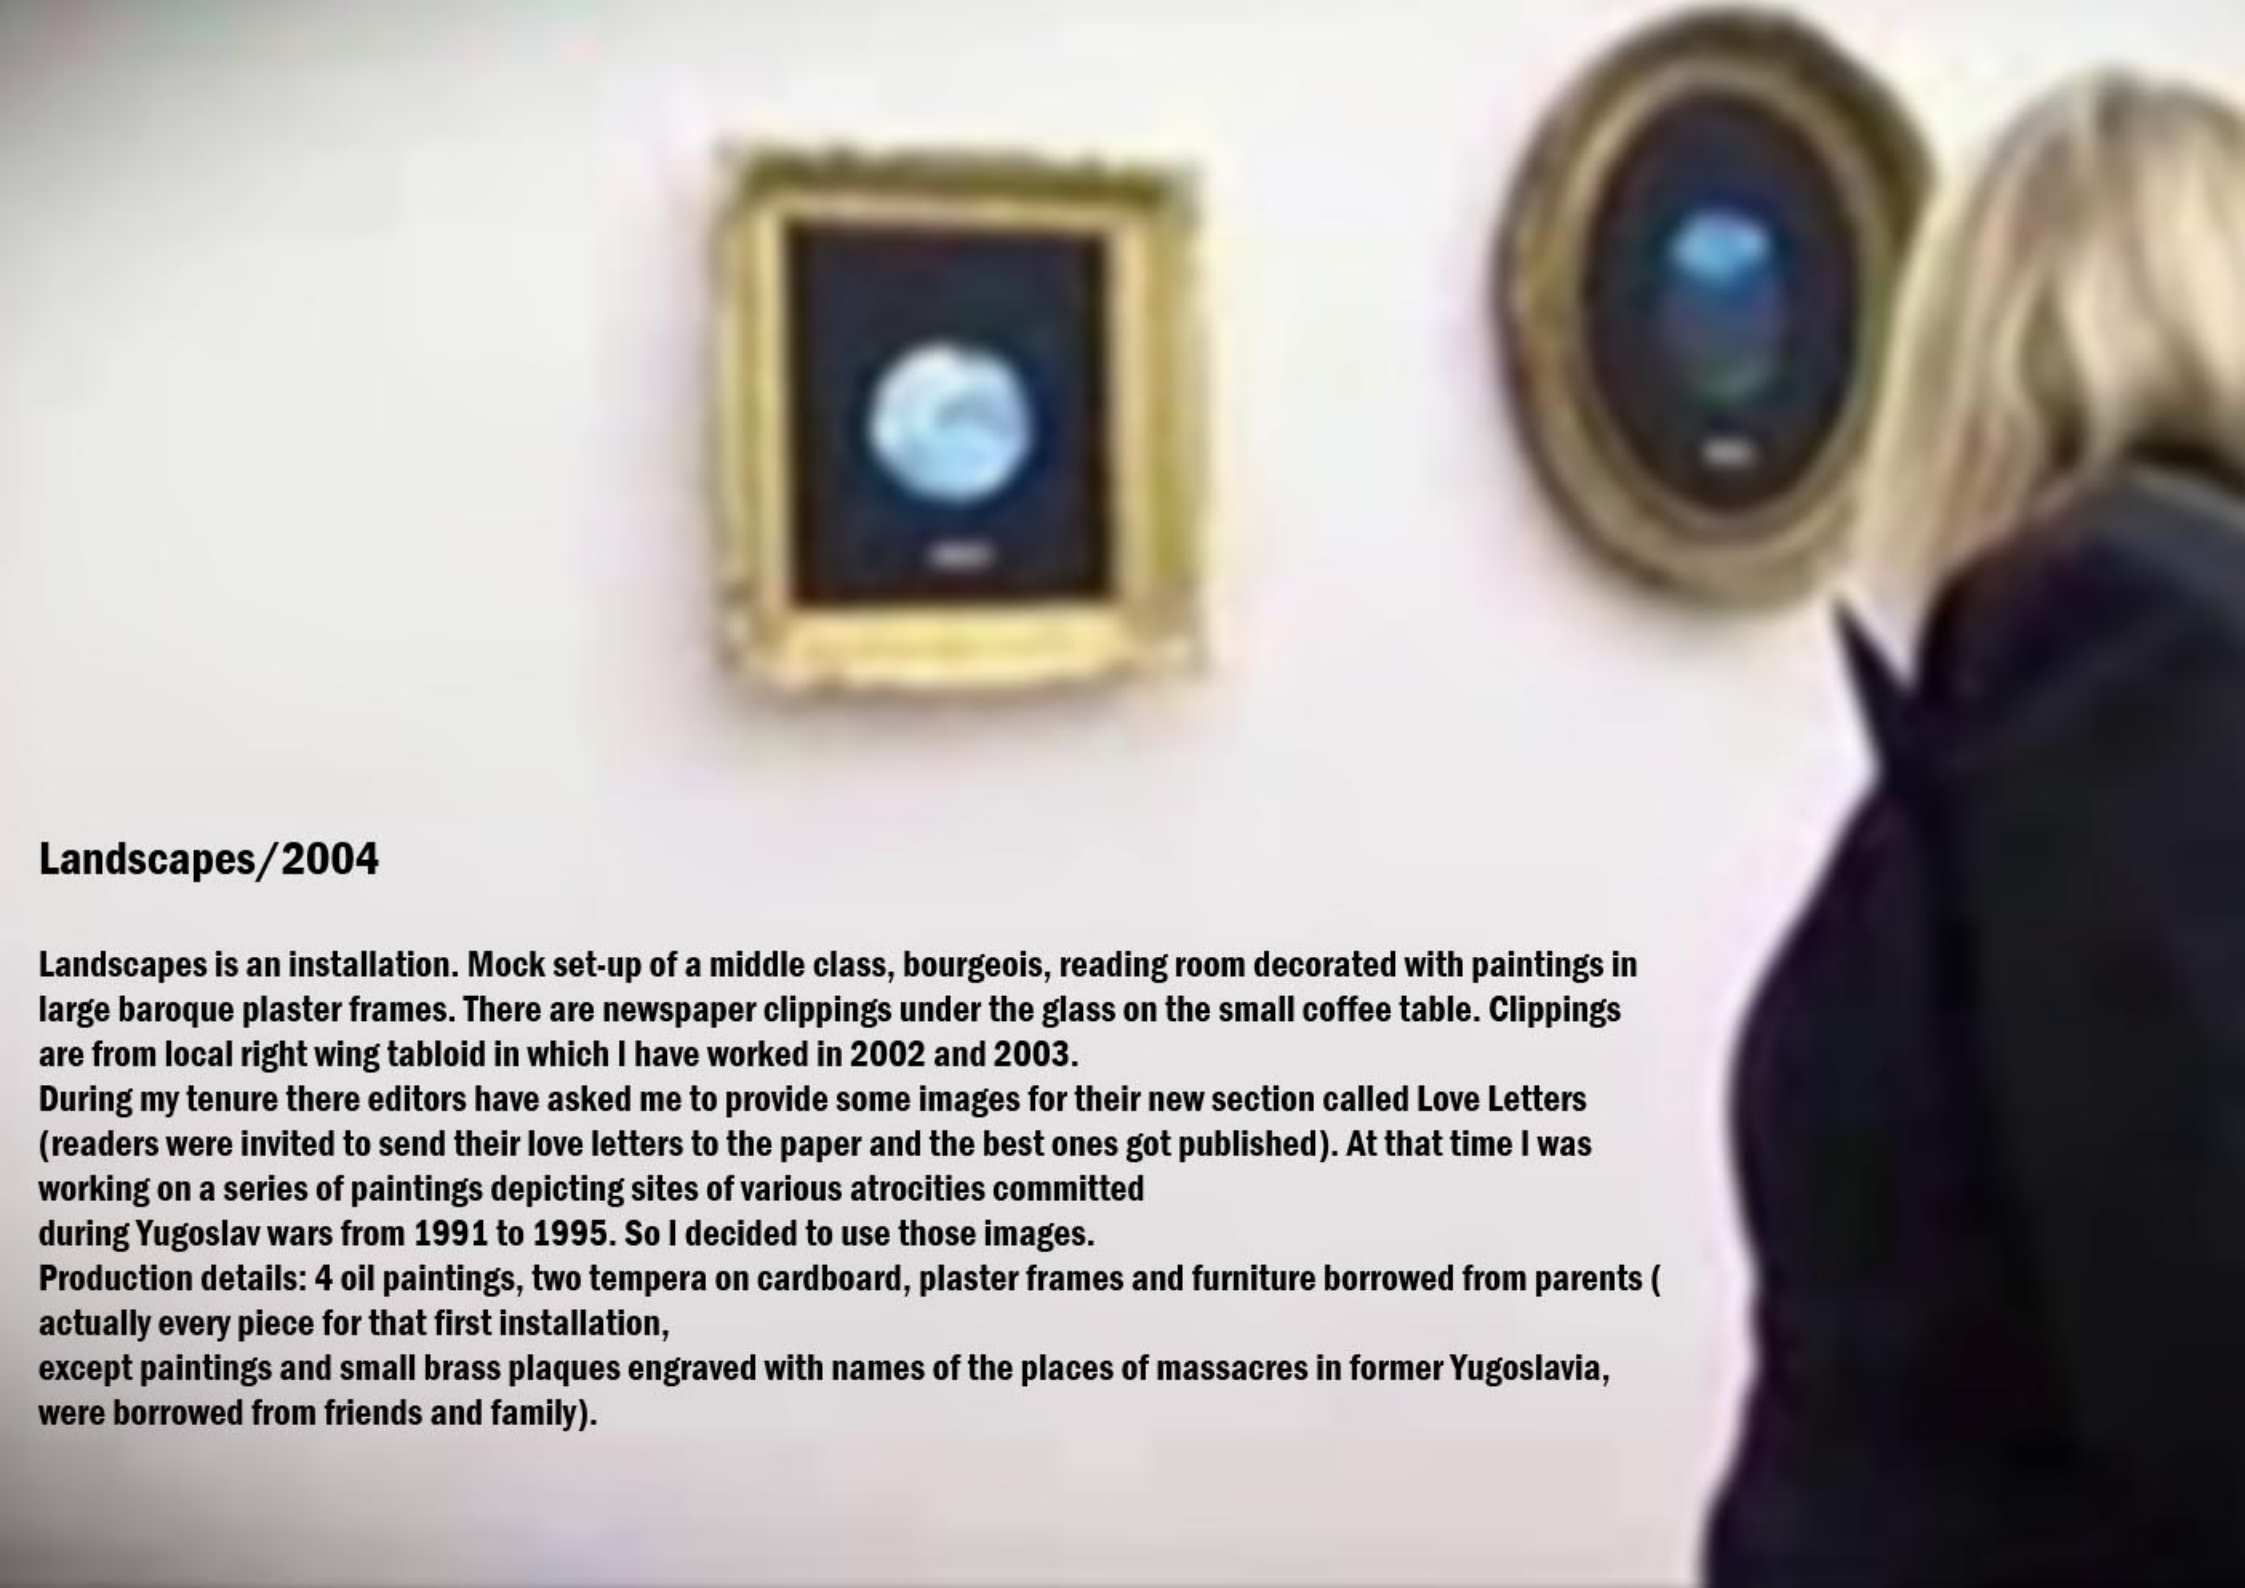 Landscapes/2004
Landscapes is an installation. Mock set-up of a middle class, bourgeois, reading room decorated with paintings in
large baroque plaster frames. There are newspaper clippings under the glass on the small coffee table. Clippings
are from local right wing tabloid in which I have worked in 2002 and 2003.
During my tenure there editors have asked me to provide some images for their new section called Love Letters
(readers were invited to send their love letters to the paper and the best ones got published). At that time I was
working on a series of paintings depicting sites of various atrocities committed
during Yugoslav wars from 1991 to 1995. So I decided to use those images.
Production details: 4 oil paintings, two tempera on cardboard, plaster frames and furniture borrowed from parents (
actually every piece for that first installation,
except paintings and small brass plaques engraved with names of the places of massacres in former Yugoslavia,
were borrowed from friends and family).